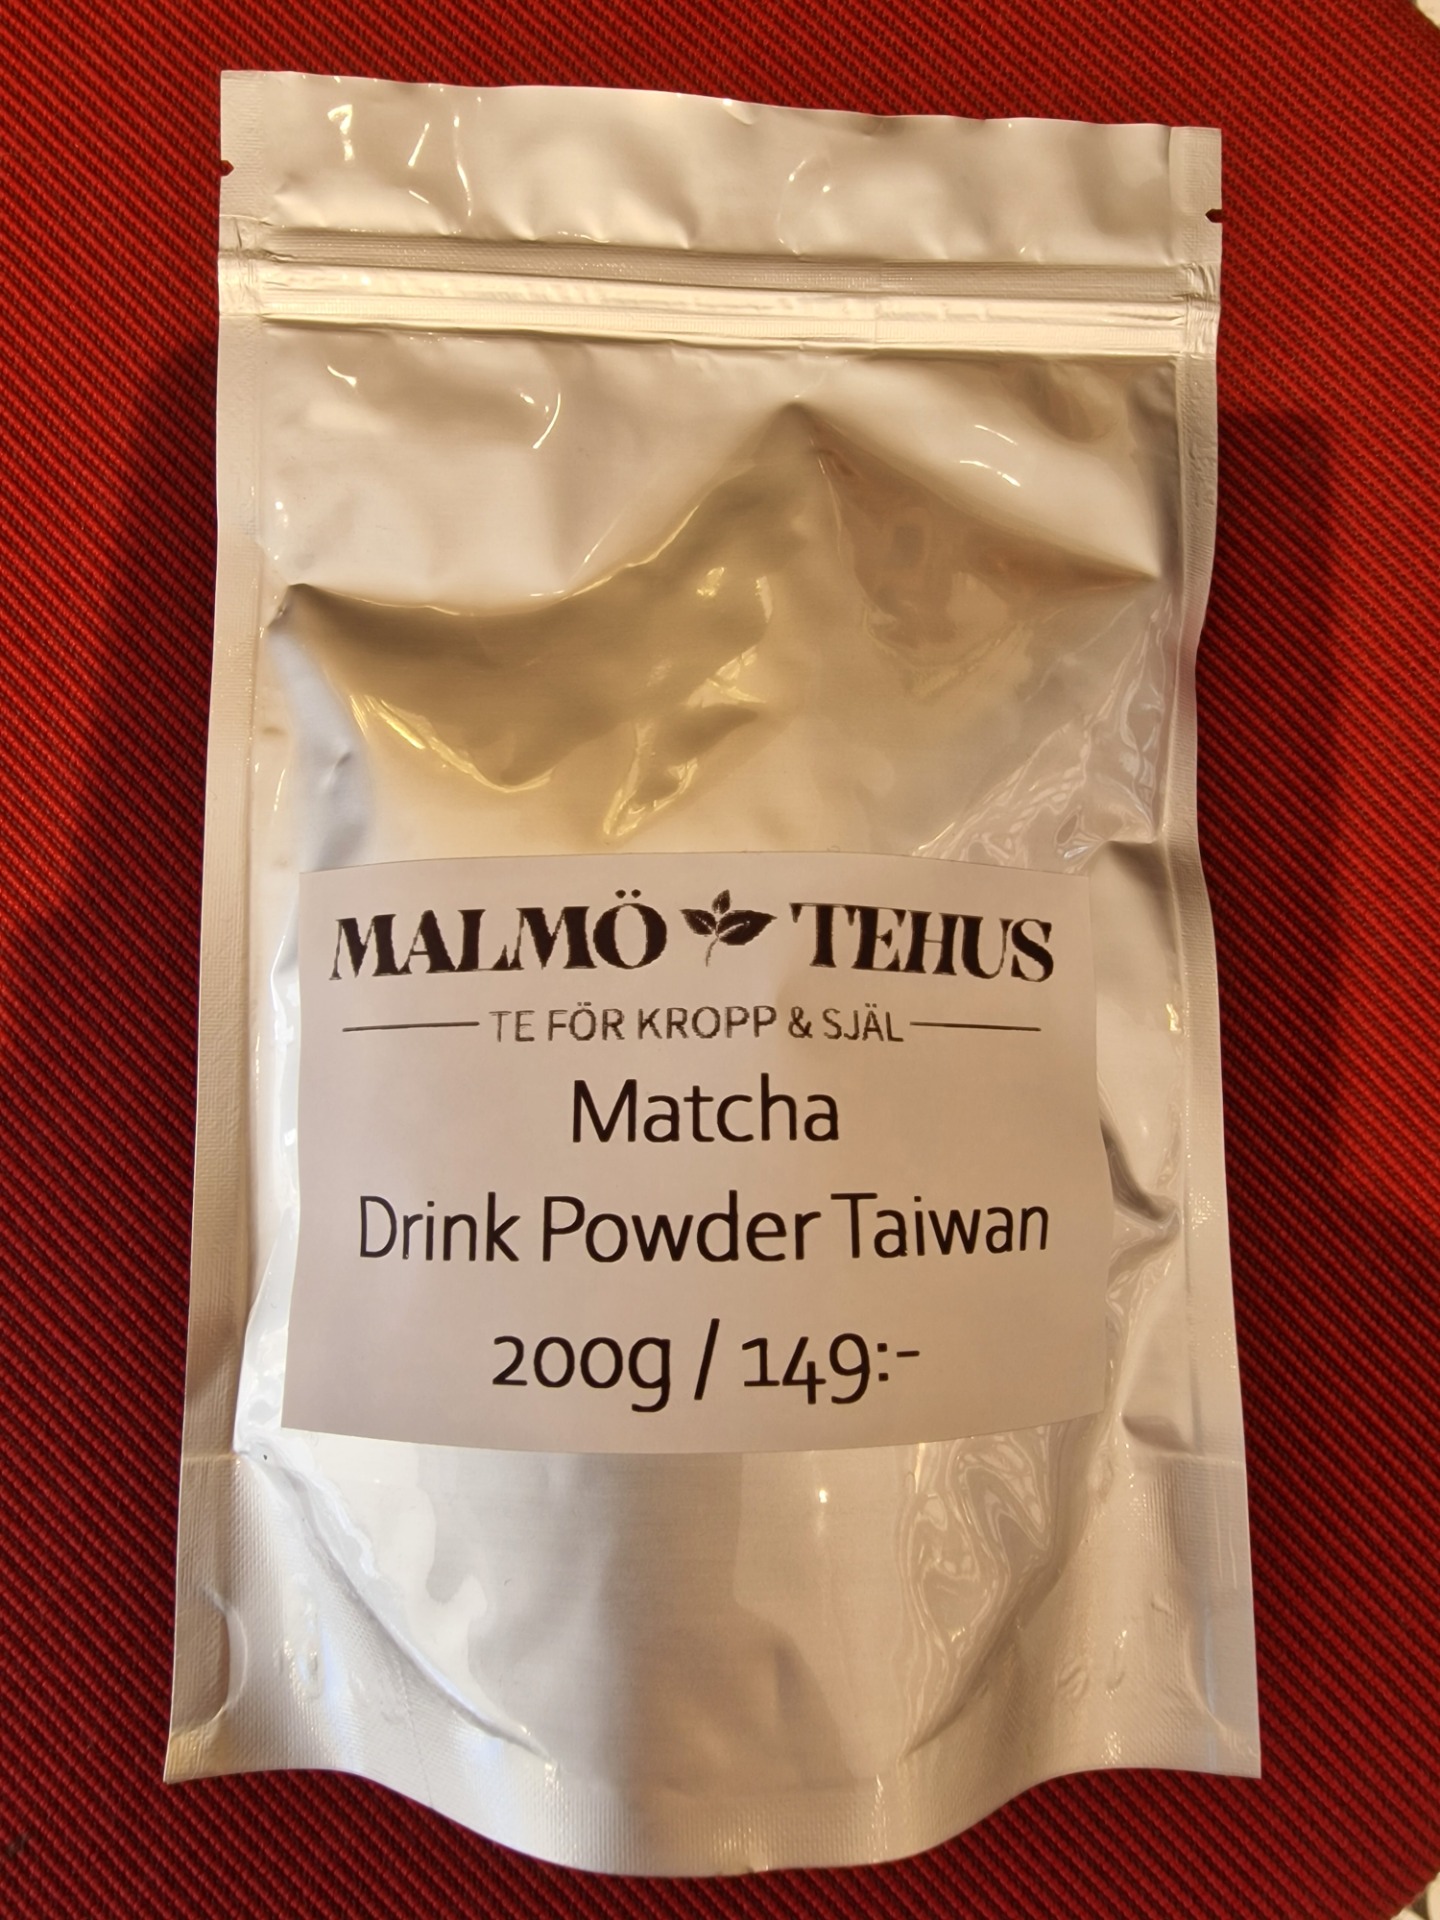 MALMÖ TEHUS
TE FÖR KROPP & SJÄL
Matcha
Drink Powder Taiwan
200g / 149:-